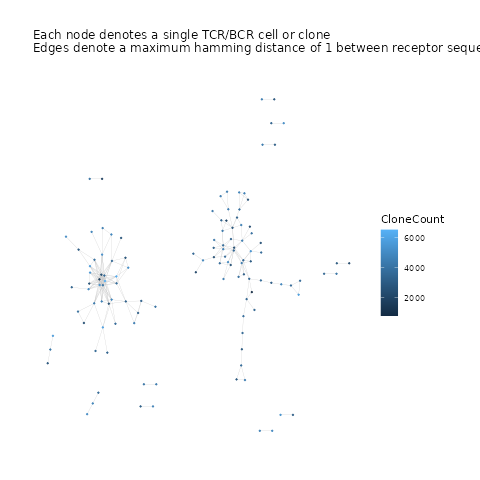 Each node denotes a single TCR/BCR cell or clone
Edges denote a maximum hamming distance of 1 between receptor seque
CloneCount
6000
4000
2000